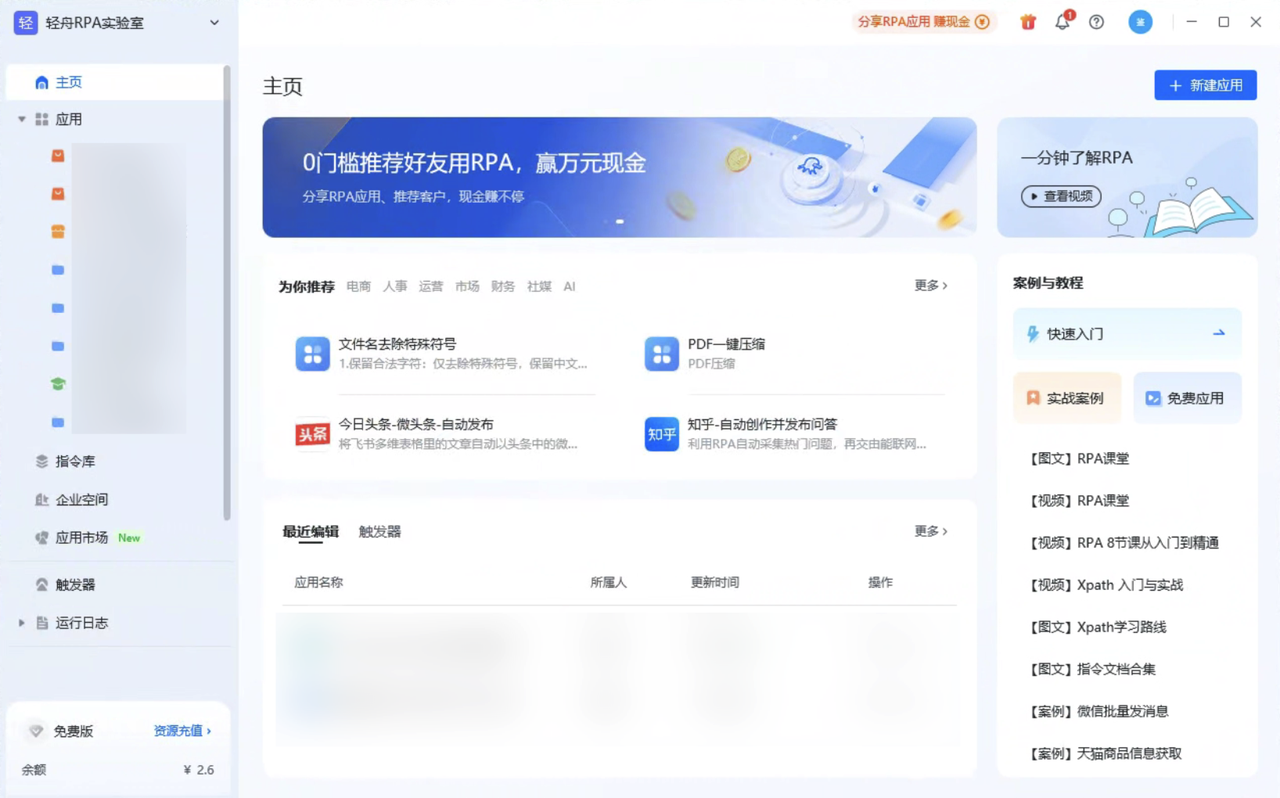 轻 轻舟RPA实验室
分享RPA应用 赚现金
1
主页
应用
指令库
企业空间
应用市场 New
触发器
运行日志
免费版 资源充值 ›
余额 ¥ 2.6
主页
+ 新建应用
0门槛推荐好友用RPA，赢万元现金
分享RPA应用、推荐客户，现金赚不停
一分钟了解RPA
查看视频
为你推荐 电商 人事 运营 市场 财务 社媒 AI 更多 ›
文件名去除特殊符号
1.保留合法字符：仅去除特殊符号，保留中文...
PDF一键压缩
PDF压缩
头条
今日头条-微头条-自动发布
将飞书多维表格里的文章自动以头条中的微...
知乎
知乎-自动创作并发布问答
利用RPA自动采集热门问题，再交由能联网...
最近编辑 触发器 更多 ›
应用名称 所属人 更新时间 操作
案例与教程
快速入门
实战案例 免费应用
【图文】RPA课堂
【视频】RPA课堂
【视频】RPA 8节课从入门到精通
【视频】Xpath 入门与实战
【图文】Xpath学习路线
【图文】指令文档合集
【案例】微信批量发消息
【案例】天猫商品信息获取